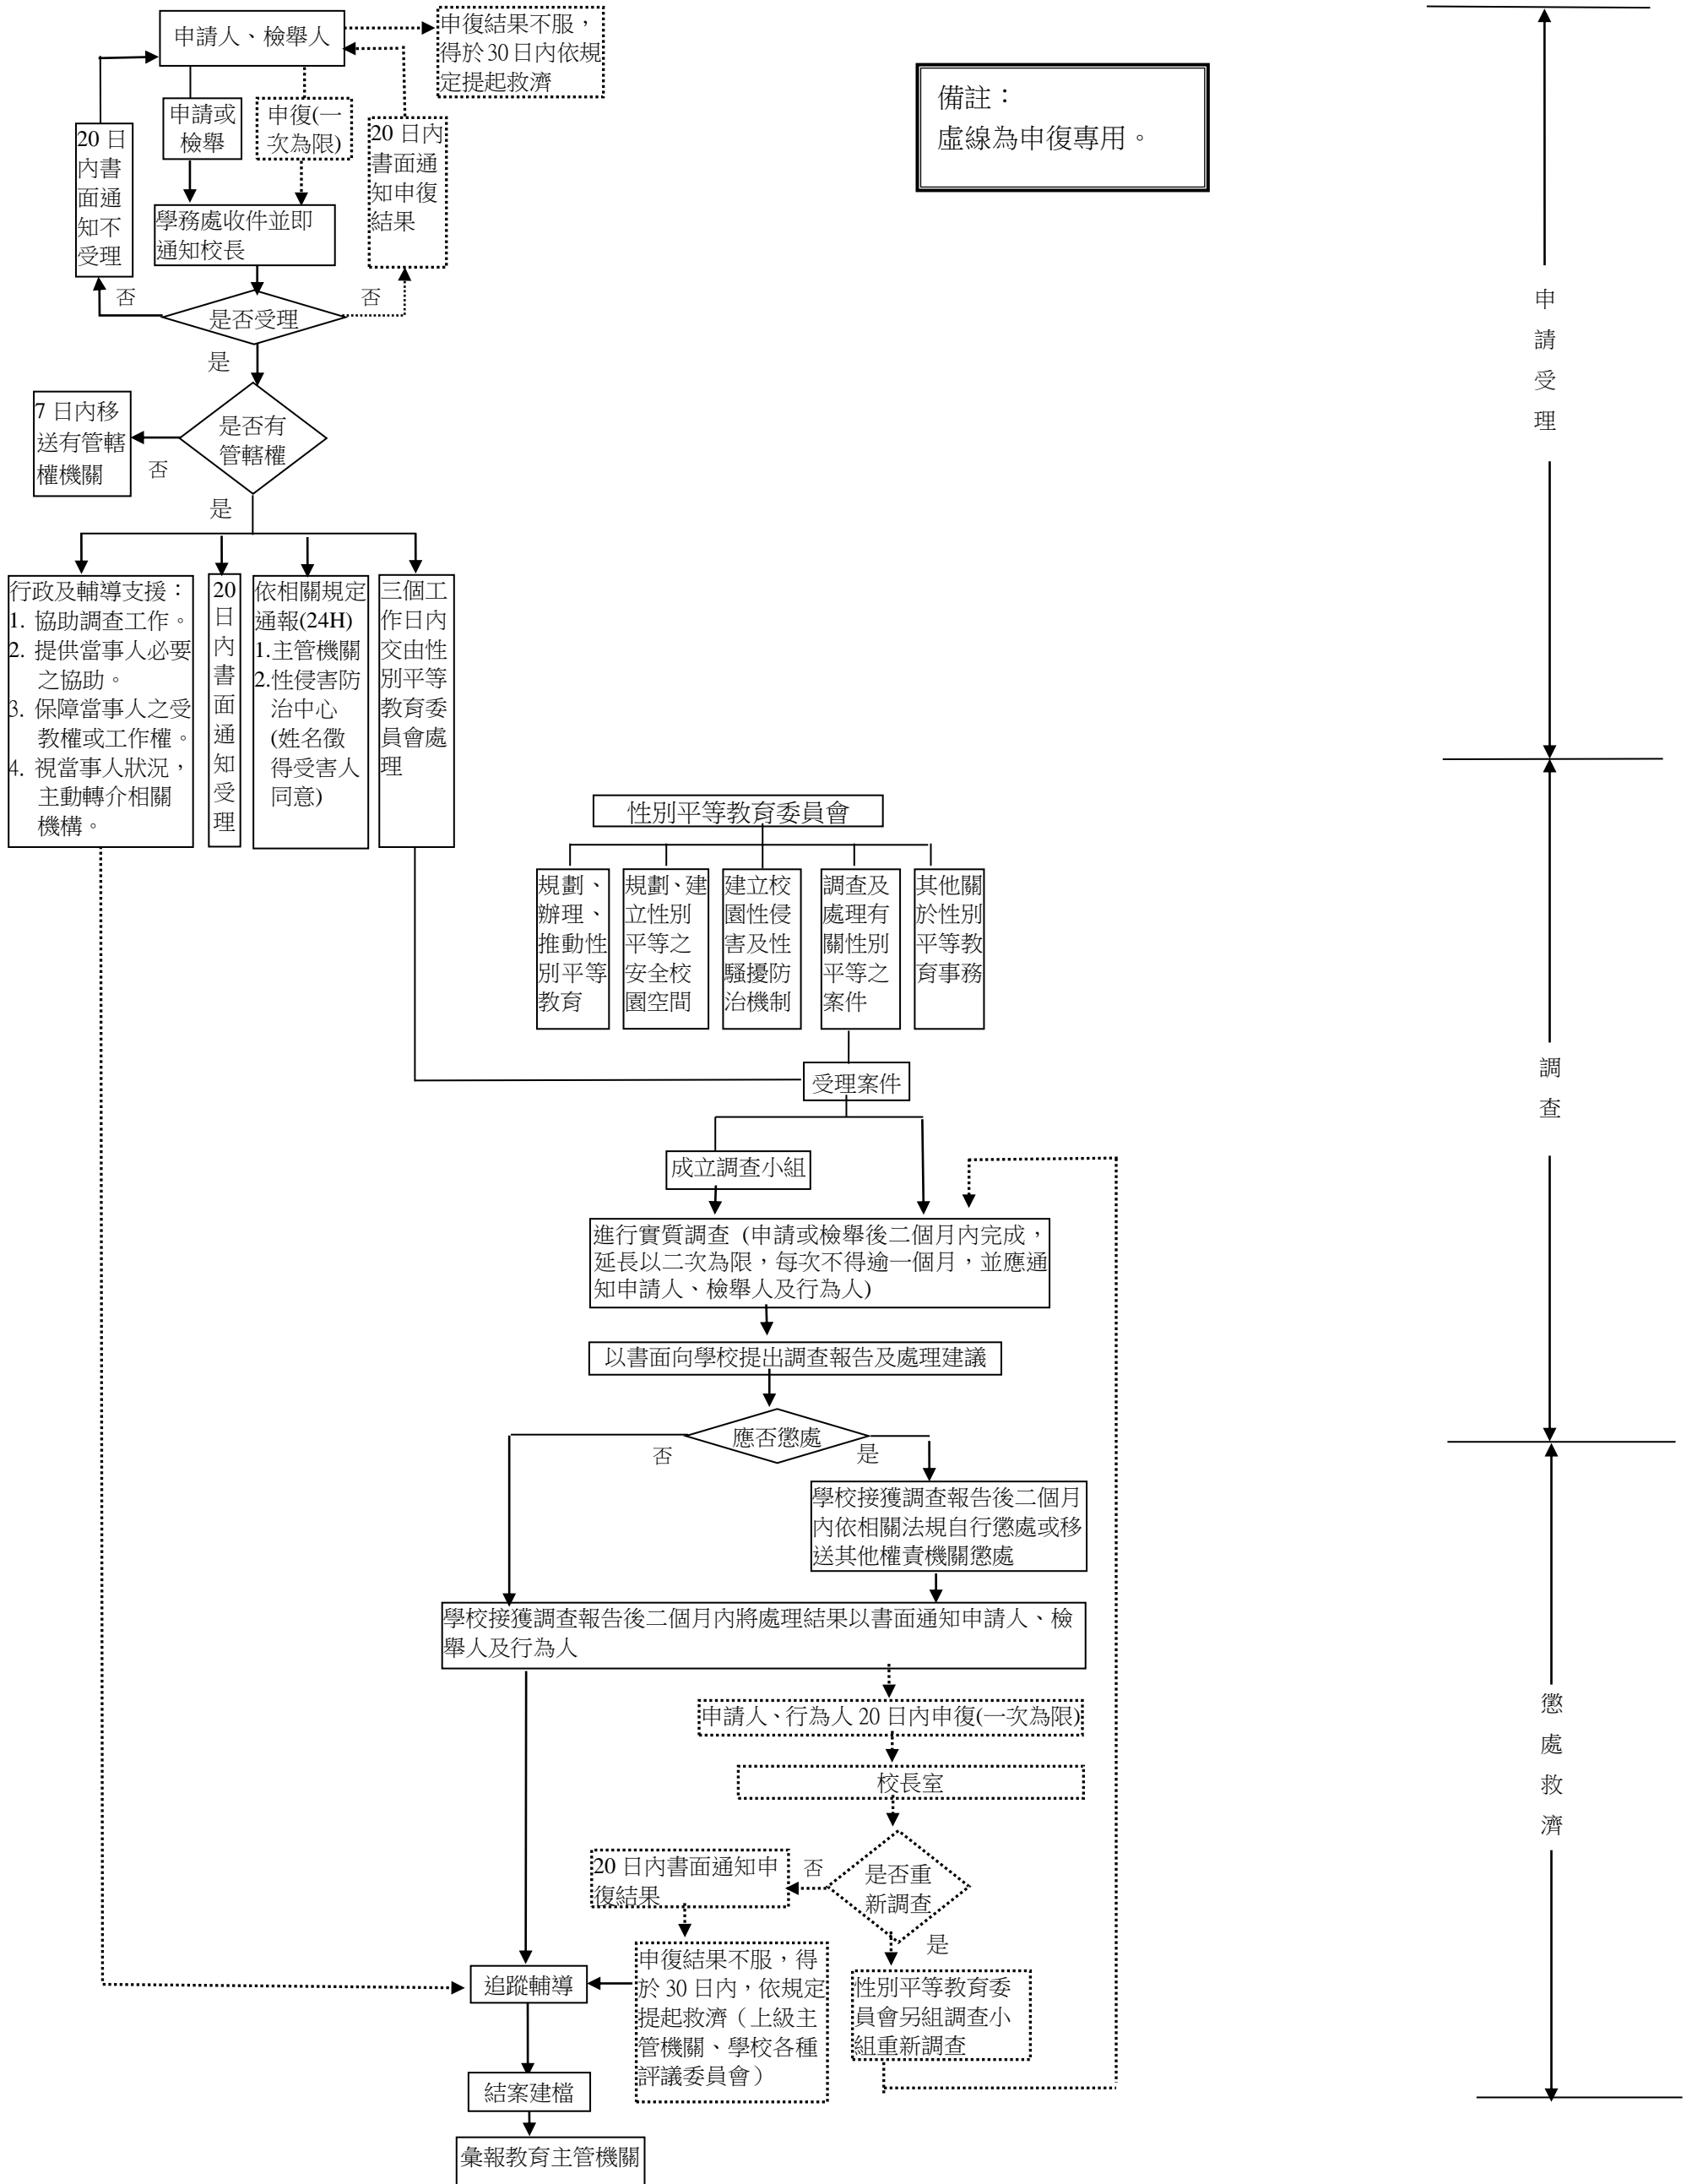 申請人、檢舉人
申復結果不服，
得於 30 日內依規
定提起救濟
備註：
虛線為申復專用。
申請或
檢舉
申復(一
次為限)
20 日
內書
面通
知不
受理
20 日內
書面通
知申復
結果
學務處收件並即
通知校長
否
否
是否受理
是
7 日內移
送有管轄
權機關
是否有
管轄權
否
是
行政及輔導支援：
1. 協助調查工作。
2. 提供當事人必要
之協助。
3. 保障當事人之受
教權或工作權。
4. 視當事人狀況，
主動轉介相關
機構。
20
日
內
書
面
通
知
受
理
依相關規定
通報(24H)
1.主管機關
2.性侵害防
治中心
(姓名徵
得受害人
同意)
三個工
作日內
交由性
別平等
教育委
員會處
理
申
請
受
理
性別平等教育委員會
規劃、
辦理、
推動性
別平等
教育
規劃、建
立性別
平等之
安全校
園空間
建立校
園性侵
害及性
騷擾防
治機制
調查及
處理有
關性別
平等之
案件
其他關
於性別
平等教
育事務
受理案件
調
查
成立調查小組
進行實質調查 (申請或檢舉後二個月內完成，
延長以二次為限，每次不得逾一個月，並應通
知申請人、檢舉人及行為人)
以書面向學校提出調查報告及處理建議
應否懲處
否
是
學校接獲調查報告後二個月
內依相關法規自行懲處或移
送其他權責機關懲處
學校接獲調查報告後二個月內將處理結果以書面通知申請人、檢
舉人及行為人
申請人、行為人 20 日內申復(一次為限)
校長室
懲
處
救
濟
20 日內書面通知申
復結果
否
是否重
新調查
是
追蹤輔導
申復結果不服，得
於 30 日內，依規定
提起救濟（上級主
管機關、學校各種
評議委員會）
性別平等教育委
員會另組調查小
組重新調查
結案建檔
彙報教育主管機關